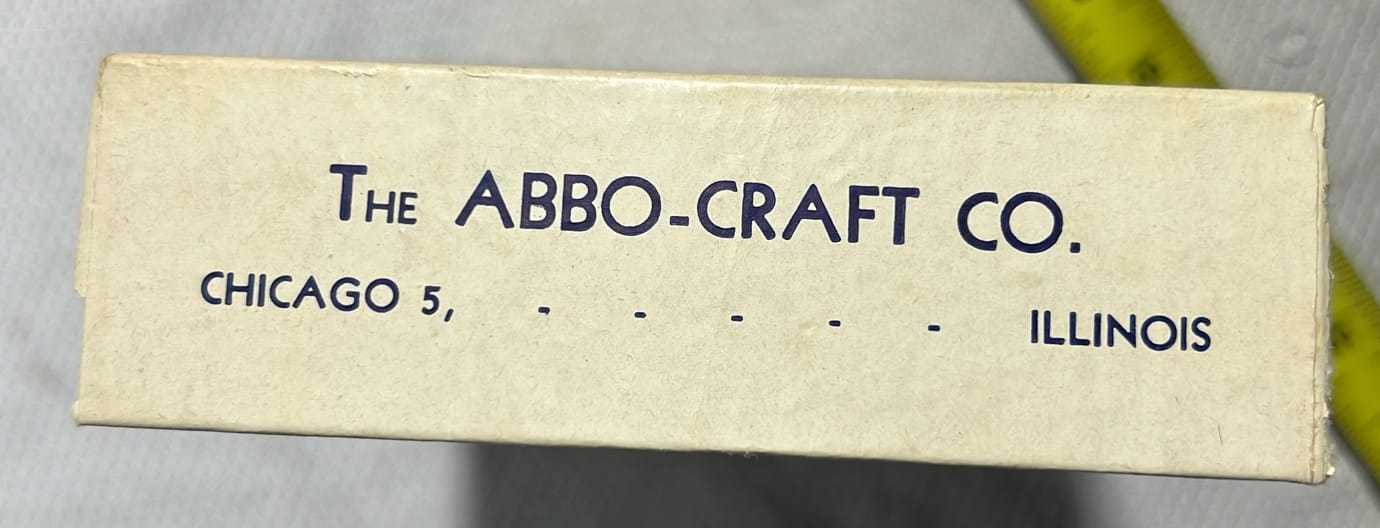 The ABBO-CRAFT CO.
CHICAGO 5, - - - - - ILLINOIS